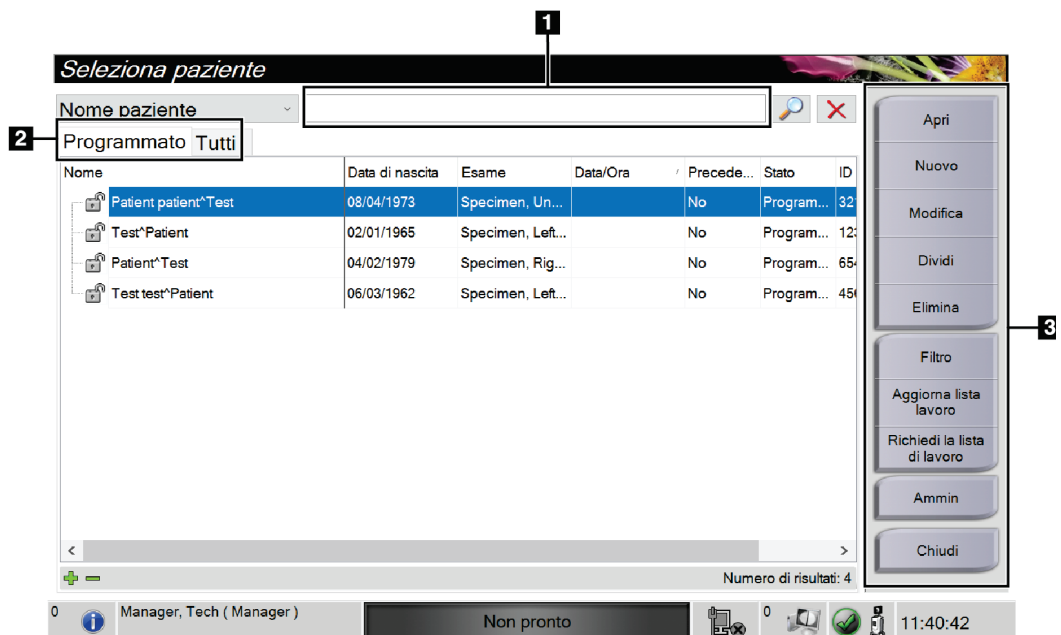 1
Seleziona paziente
Nome paziente
2
Programmato Tutti
Nome Data di nascita Esame Data/Ora Precede... Stato ID
Patient patient^Test 08/04/1973 Specimen, Un... No Program... 32
Test^Patient 02/01/1965 Specimen, Left... No Program... 12
Patient^Test 04/02/1979 Specimen, Rig... No Program... 65
Test test^Patient 06/03/1962 Specimen, Left... No Program... 45
Numero di risultati: 4
Apri
Nuovo
Modifica
Dividi
Elimina
3
Filtro
Aggiorna lista
lavoro
Richiedi la lista
di lavoro
Ammin
Chiudi
0 Manager, Tech ( Manager ) Non pronto 0 11:40:42